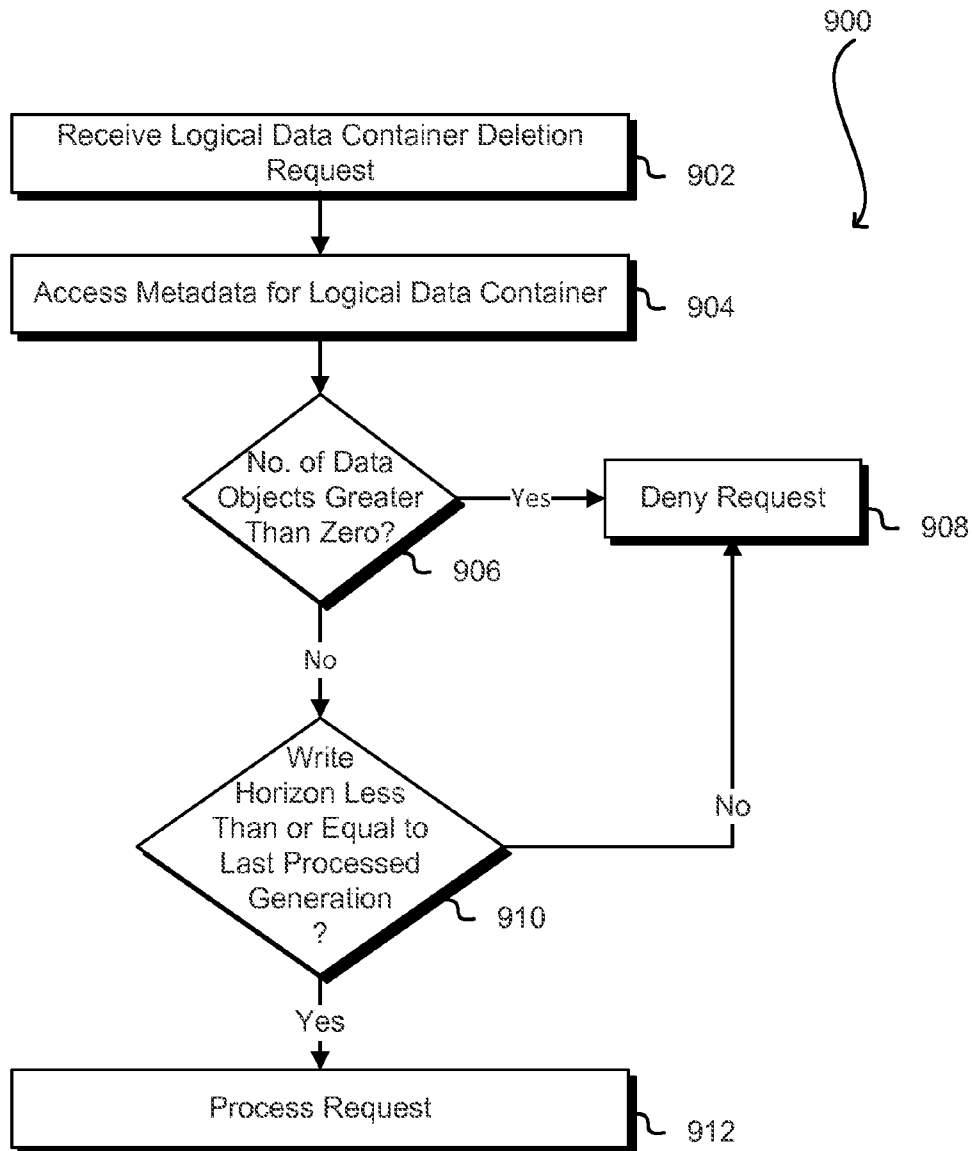 900
Receive Logical Data Container Deletion
Request
902
Access Metadata for Logical Data Container
904
No. of Data
Objects Greater
Than Zero?
906
Yes
Deny Request
908
No
Write
Horizon Less
Than or Equal to
Last Processed
Generation
?
910
No
Yes
Process Request
912